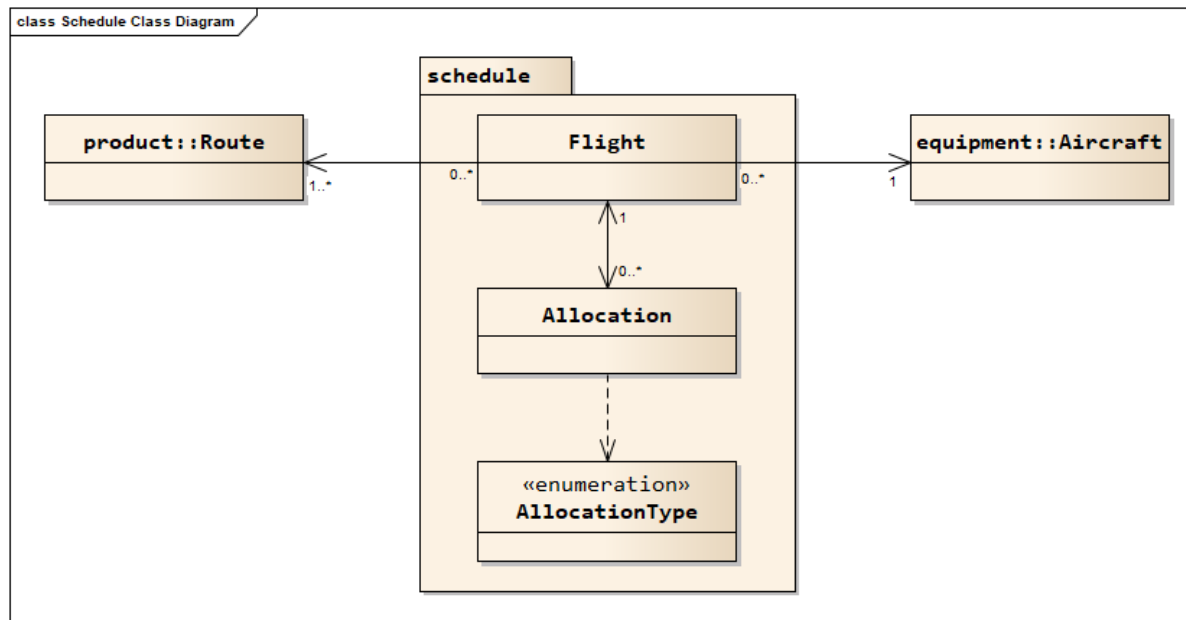 class Schedule Class Diagram
schedule
product::Route
Flight
equipment::Aircraft
1..*
0..*
0..*
1
1
0..*
Allocation
«enumeration»
AllocationType